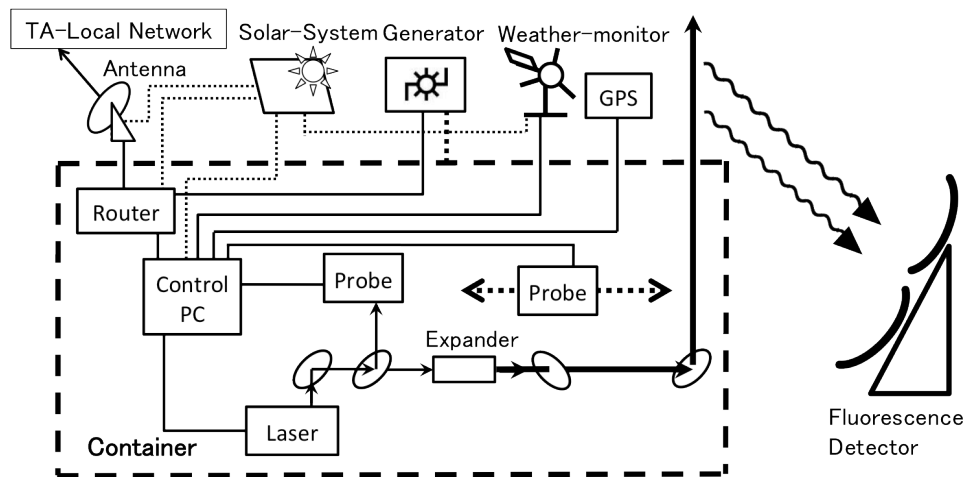 TA-Local Network
Solar-System
Generator
Weather-monitor
Antenna
GPS
Router
Control
PC
Probe
Probe
Expander
Laser
Container
Fluorescence
Detector